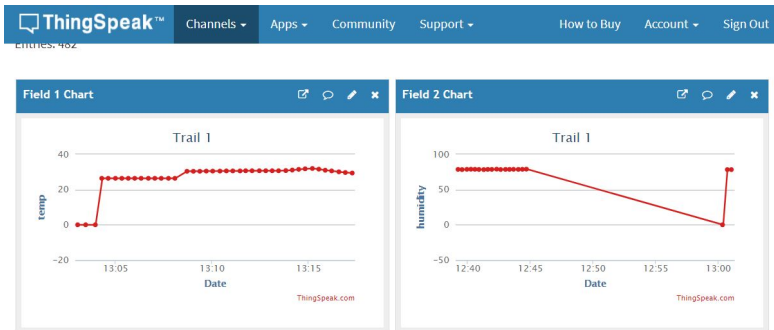 ThingSpeak™ Channels Apps Community Support How to Buy Account Sign Out
Entries: 482
Field 1 Chart
Trail 1
40
20
0
-20
temp
13:05 13:10 13:15
Date
ThingSpeak.com
Field 2 Chart
Trail 1
100
50
0
-50
humidity
12:40 12:45 12:50 12:55 13:00
Date
ThingSpeak.com